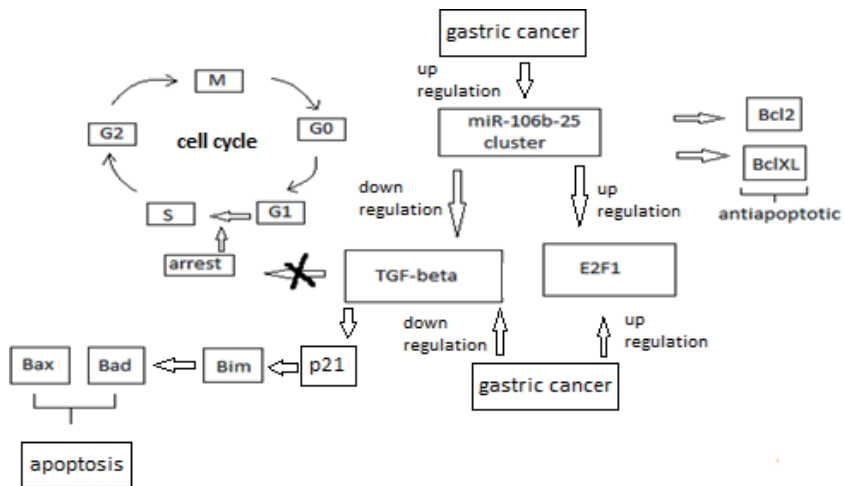 gastric cancer
up
regulation
M
G2
G0
cell cycle
miR-106b-25
cluster
Bcl2
BclXL
antiapoptotic
S
G1
down
regulation
up
regulation
arrest
TGF-beta
E2F1
down
regulation
up
regulation
Bax
Bad
Bim
p21
gastric cancer
apoptosis